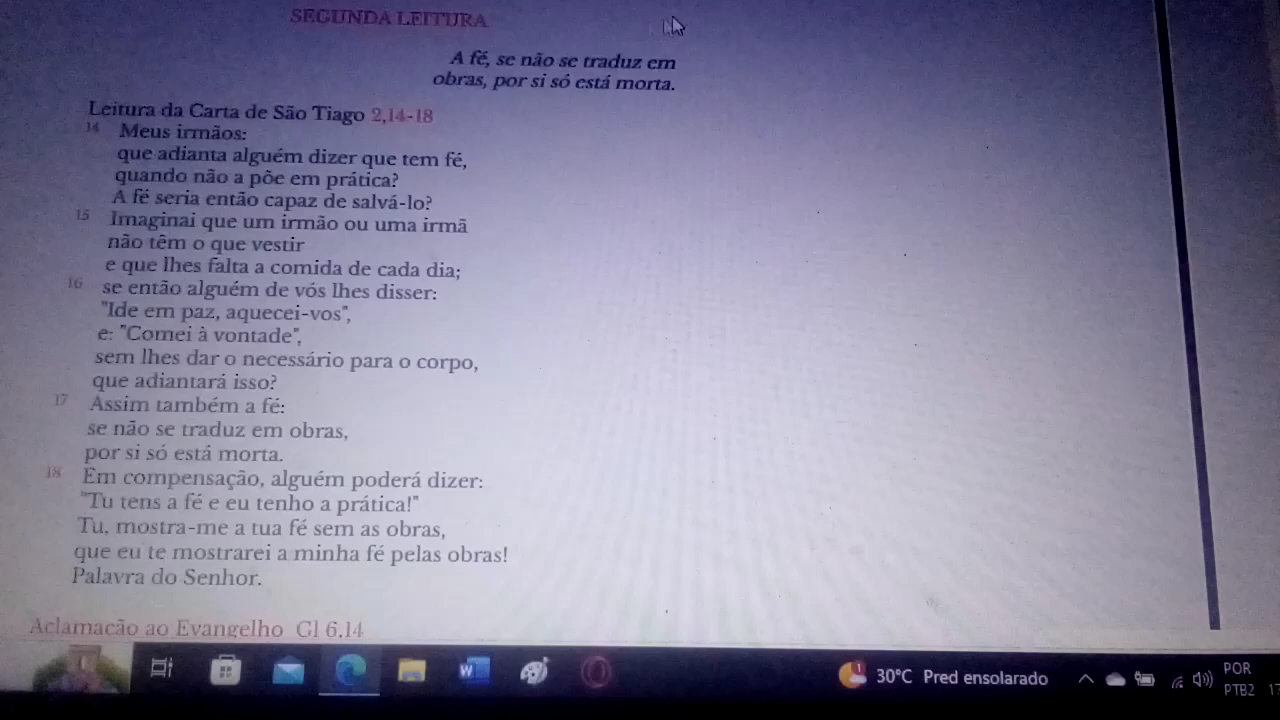 SEGUNDA LEITURA
A fé, se não se traduz em
obras, por si só está morta.
Leitura da Carta de São Tiago 2,14-18
14 Meus irmãos:
que adianta alguém dizer que tem fé,
quando não a põe em prática?
A fé seria então capaz de salvá-lo?
15 Imaginai que um irmão ou uma irmã
não têm o que vestir
e que lhes falta a comida de cada dia;
16 se então alguém de vós lhes disser:
"Ide em paz, aquecei-vos",
e: "Comei à vontade",
sem lhes dar o necessário para o corpo,
que adiantará isso?
17 Assim também a fé:
se não se traduz em obras,
por si só está morta.
18 Em compensação, alguém poderá dizer:
"Tu tens a fé e eu tenho a prática!"
Tu, mostra-me a tua fé sem as obras,
que eu te mostrarei a minha fé pelas obras!
Palavra do Senhor.
Aclamação ao Evangelho Gl 6,14
W
1
30°C Pred ensolarado
POR
PTB2